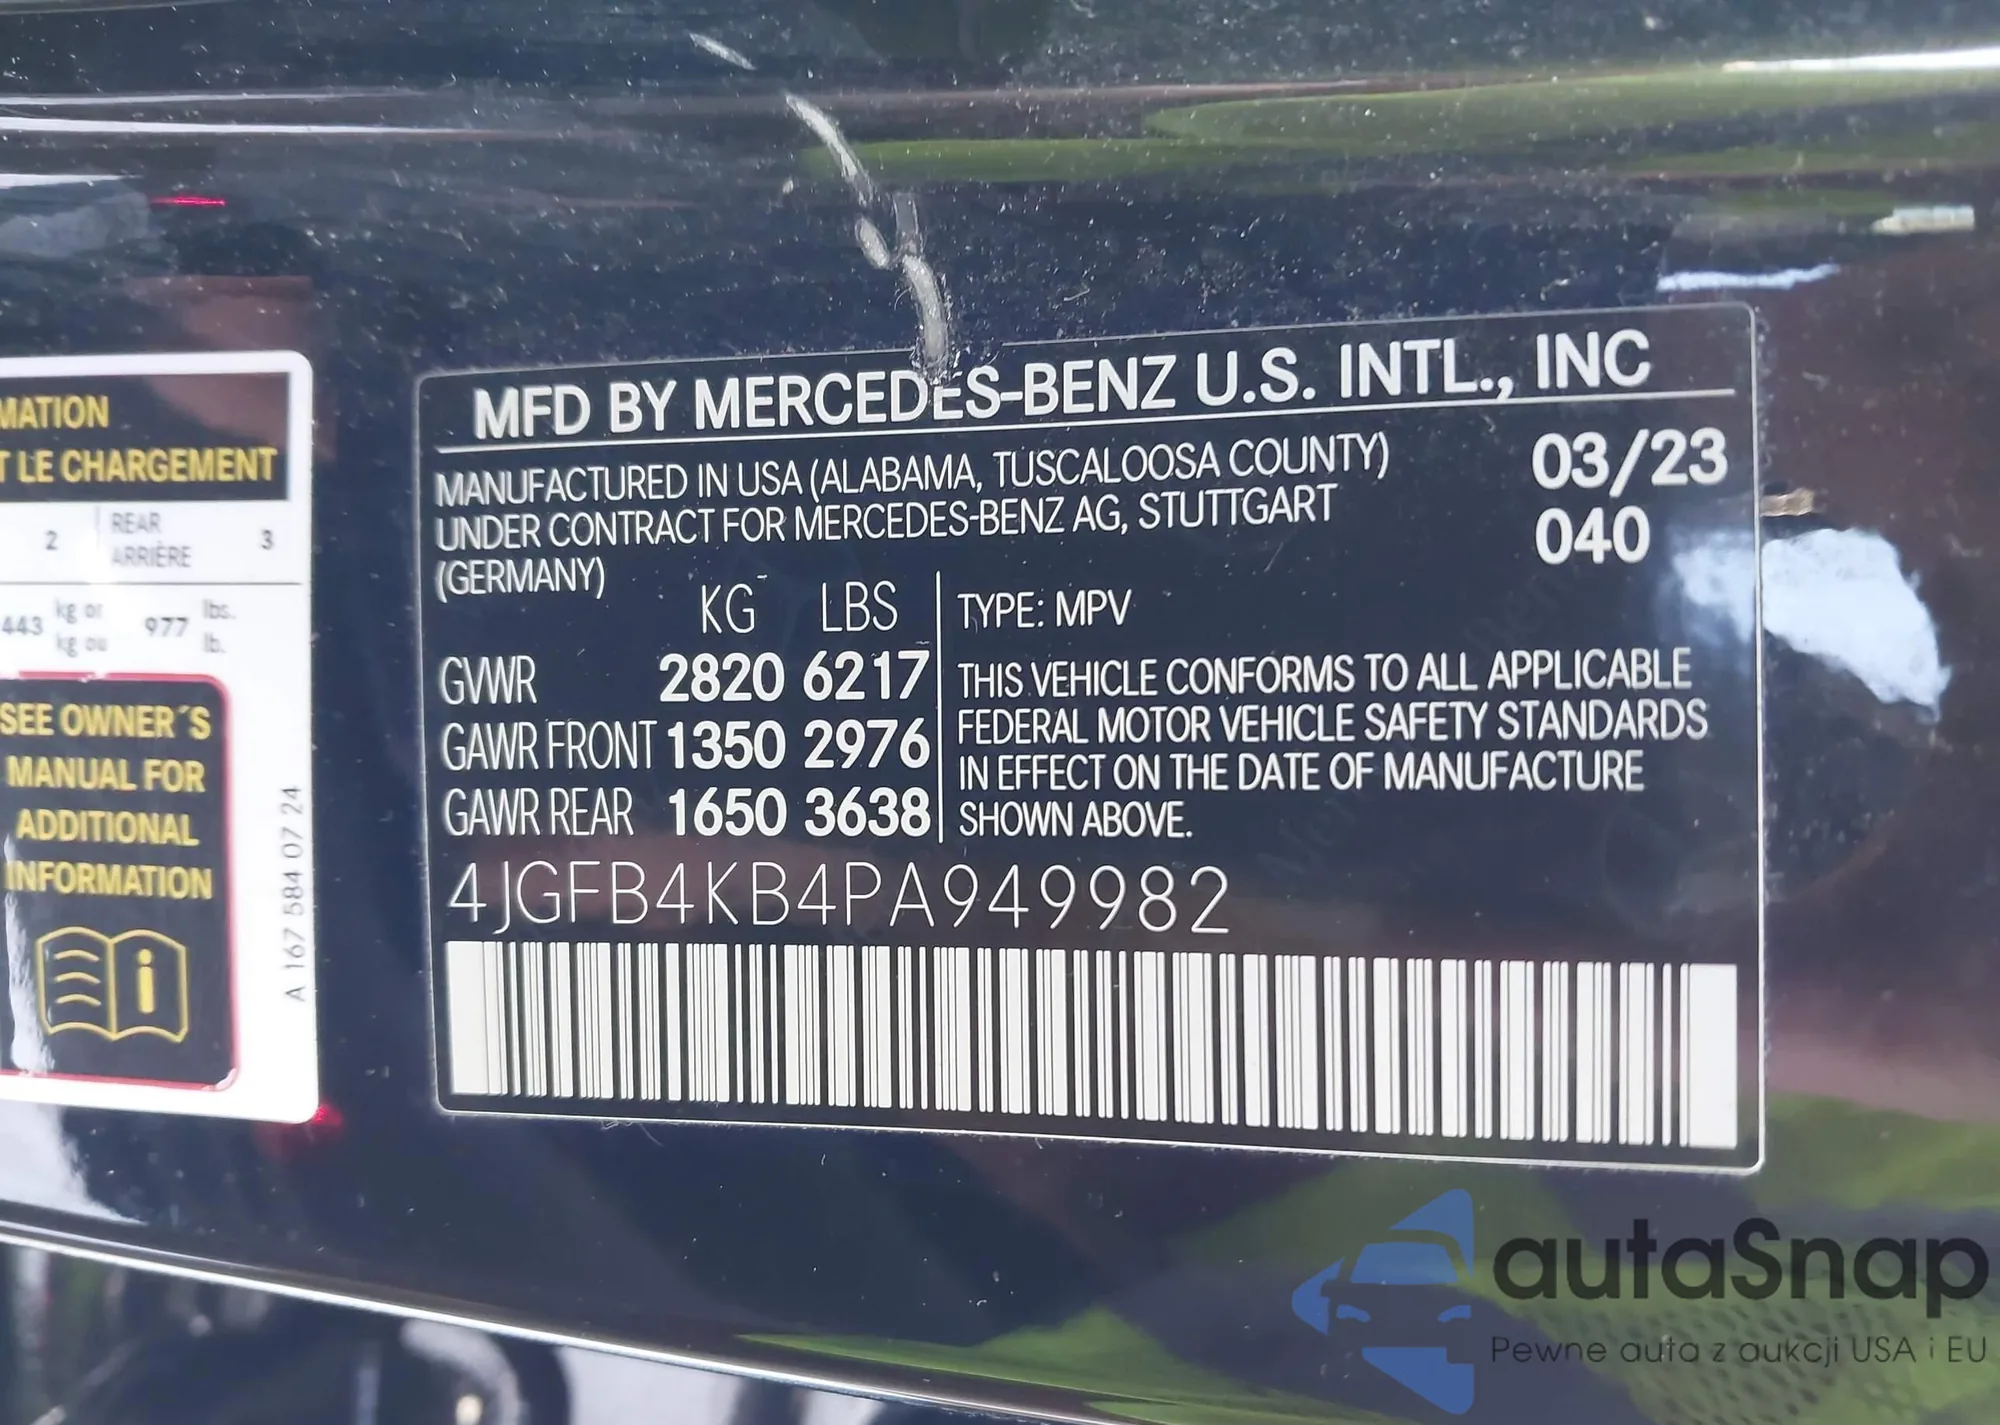 MATION
T LE CHARGEMENT
2 REAR 3
ARRIÈRE
443 kg or 977 lbs.
kg ou lb.
SEE OWNER´S
MANUAL FOR
ADDITIONAL
INFORMATION
A 167 584 07 24
MFD BY MERCEDES-BENZ U.S. INTL., INC
MANUFACTURED IN USA (ALABAMA, TUSCALOOSA COUNTY)
UNDER CONTRACT FOR MERCEDES-BENZ AG, STUTTGART
(GERMANY)
03/23
040
KG LBS
GVWR 2820 6217
GAWR FRONT 1350 2976
GAWR REAR 1650 3638
TYPE: MPV
THIS VEHICLE CONFORMS TO ALL APPLICABLE
FEDERAL MOTOR VEHICLE SAFETY STANDARDS
IN EFFECT ON THE DATE OF MANUFACTURE
SHOWN ABOVE.
4JGFB4KB4PA949982
autaSnap
Pewne auta z aukcji USA i EU